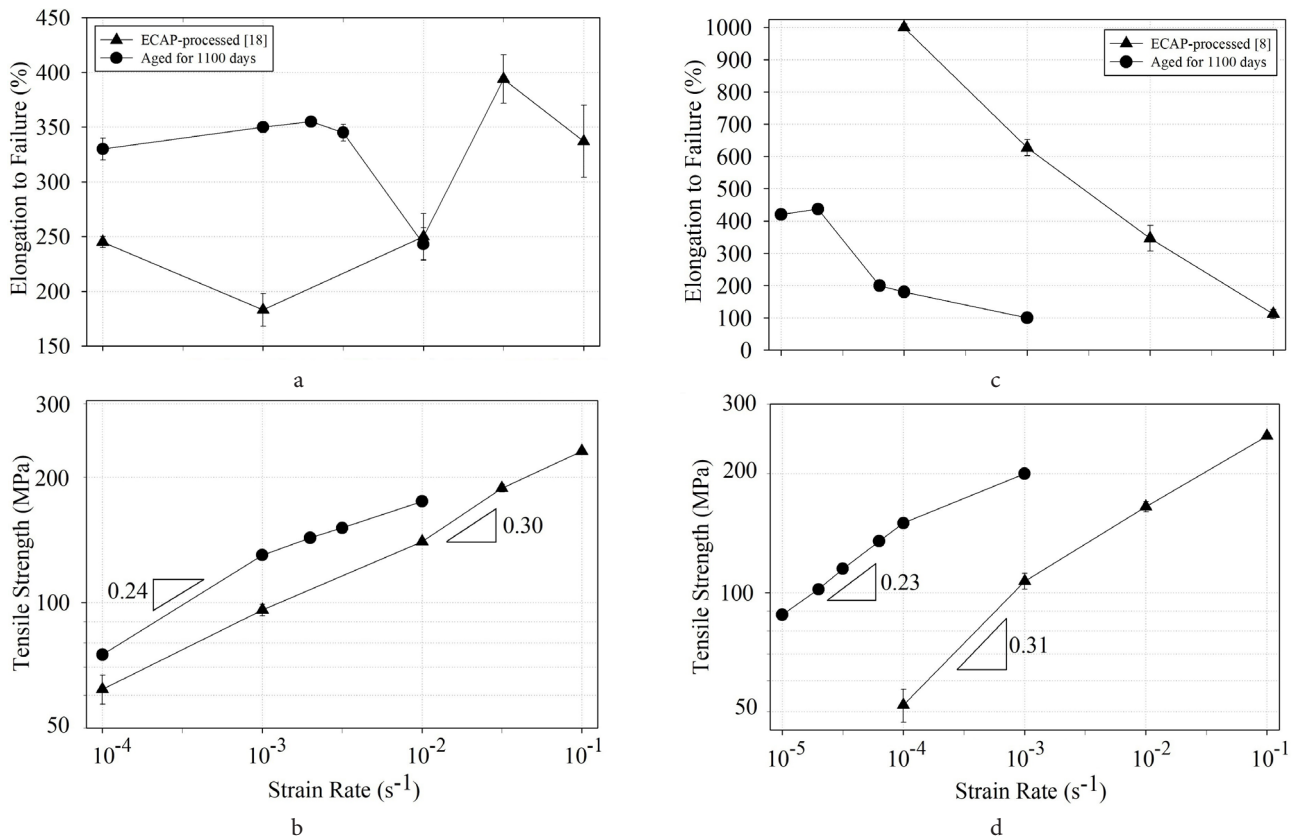 450
400
350
300
250
200
150
Elongation to Failure (%)
ECAP-processed [18]
Aged for 1100 days
a
1000
900
800
700
600
500
400
300
200
100
0
Elongation to Failure (%)
ECAP-processed [8]
Aged for 1100 days
c
300
200
100
50
Tensile Strength (MPa)
0.24
0.30
10-4
10-3
10-2
10-1
Strain Rate (s-1)
b
300
200
100
50
Tensile Strength (MPa)
0.23
0.31
10-5
10-4
10-3
10-2
10-1
Strain Rate (s-1)
d